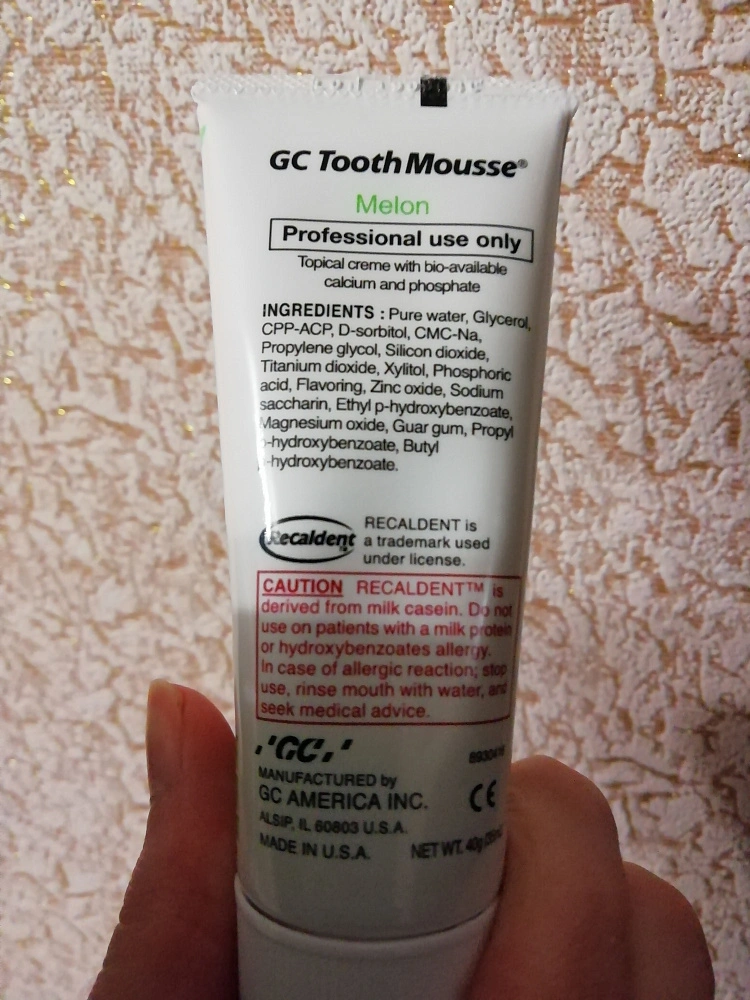 GC Tooth Mousse®
Melon
Professional use only
Topical creme with bio-available
calcium and phosphate
INGREDIENTS : Pure water, Glycerol,
CPP-ACP, D-sorbitol, CMC-Na,
Propylene glycol, Silicon dioxide,
Titanium dioxide, Xylitol, Phosphoric
acid, Flavoring, Zinc oxide, Sodium
saccharin, Ethyl p-hydroxybenzoate,
Magnesium oxide, Guar gum, Propyl
p-hydroxybenzoate, Butyl
p-hydroxybenzoate.
Recaldent
RECALDENT is
a trademark used
under license.
CAUTION RECALDENT™ is
derived from milk casein. Do not
use on patients with a milk protein
or hydroxybenzoates allergy.
In case of allergic reaction; stop
use, rinse mouth with water, and
seek medical advice.
'GC'
MANUFACTURED by
GC AMERICA INC.
ALSIP, IL 60803 U.S.A.
MADE IN U.S.A.
CE
NET WT. 40g